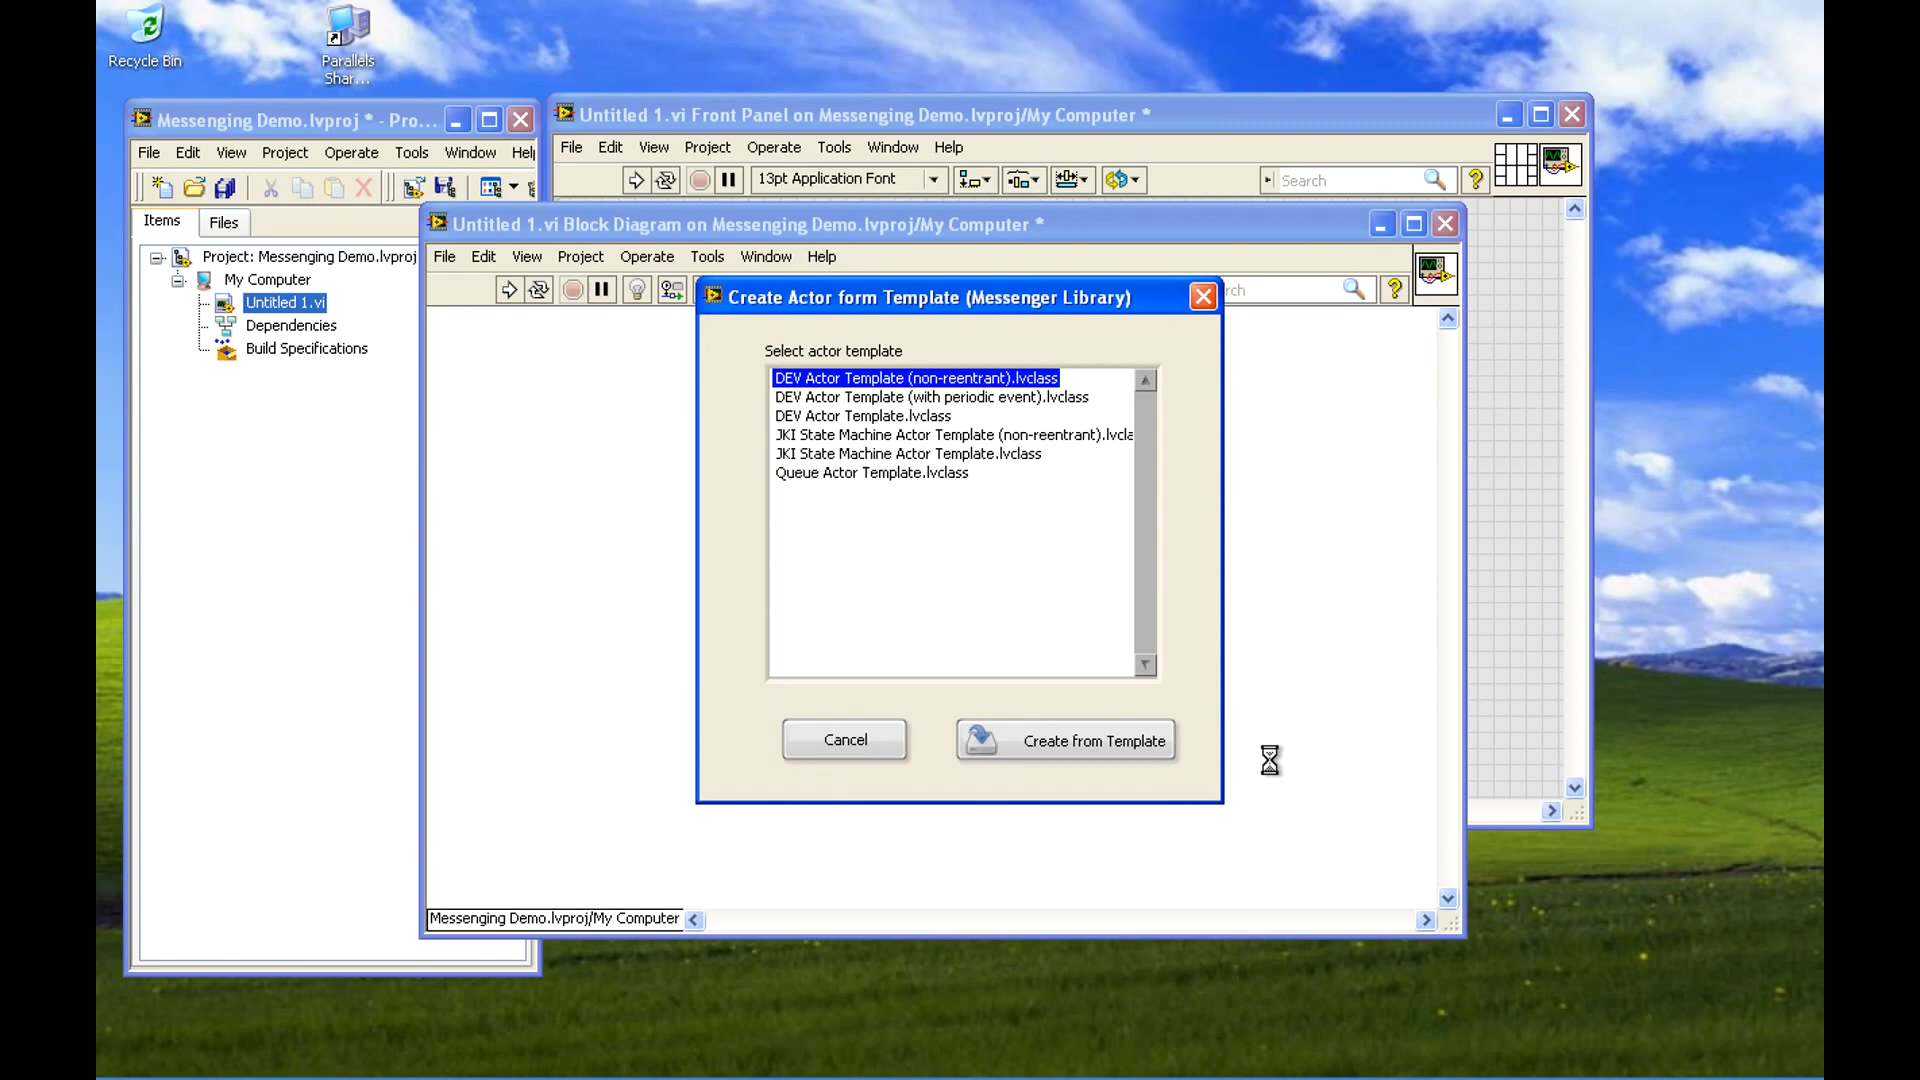 Recycle Bin
Parallels
Shar...
Messenging Demo.lvproj * - Pro...
File Edit View Project Operate Tools Window Hel
Items Files
Project: Messenging Demo.lvproj
My Computer
Untitled 1.vi
Dependencies
Build Specifications
Untitled 1.vi Front Panel on Messenging Demo.lvproj/My Computer *
File Edit View Project Operate Tools Window Help
13pt Application Font
Search
Untitled 1.vi Block Diagram on Messenging Demo.lvproj/My Computer *
File Edit View Project Operate Tools Window Help
rch
Create Actor form Template (Messenger Library)
Select actor template
DEV Actor Template (non-reentrant).lvclass
DEV Actor Template (with periodic event).lvclass
DEV Actor Template.lvclass
JKI State Machine Actor Template (non-reentrant).lvcla
JKI State Machine Actor Template.lvclass
Queue Actor Template.lvclass
Cancel
Create from Template
Messenging Demo.lvproj/My Computer